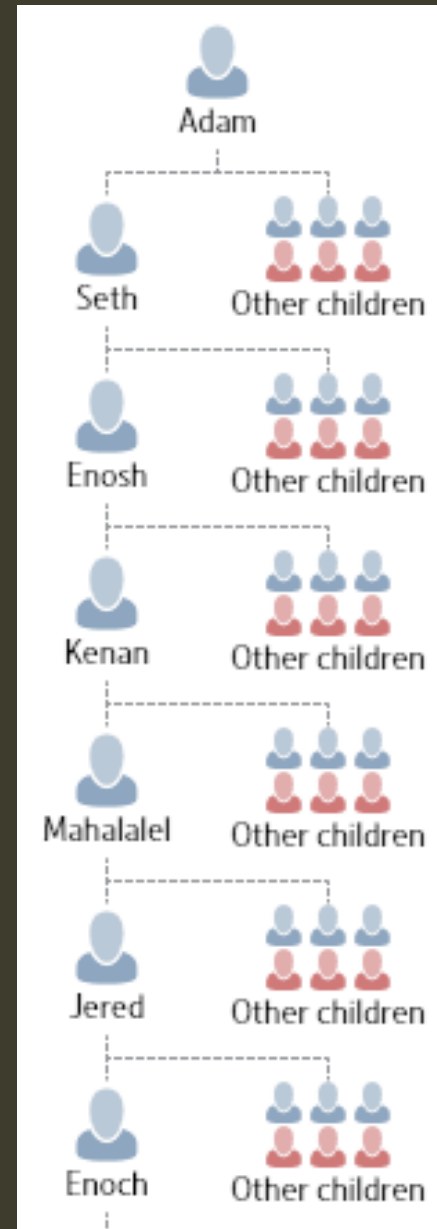 Adam
Seth
Other children
Enosh
Other children
Kenan
Other children
Mahalalel
Other children
Jered
Other children
Enoch
Other children